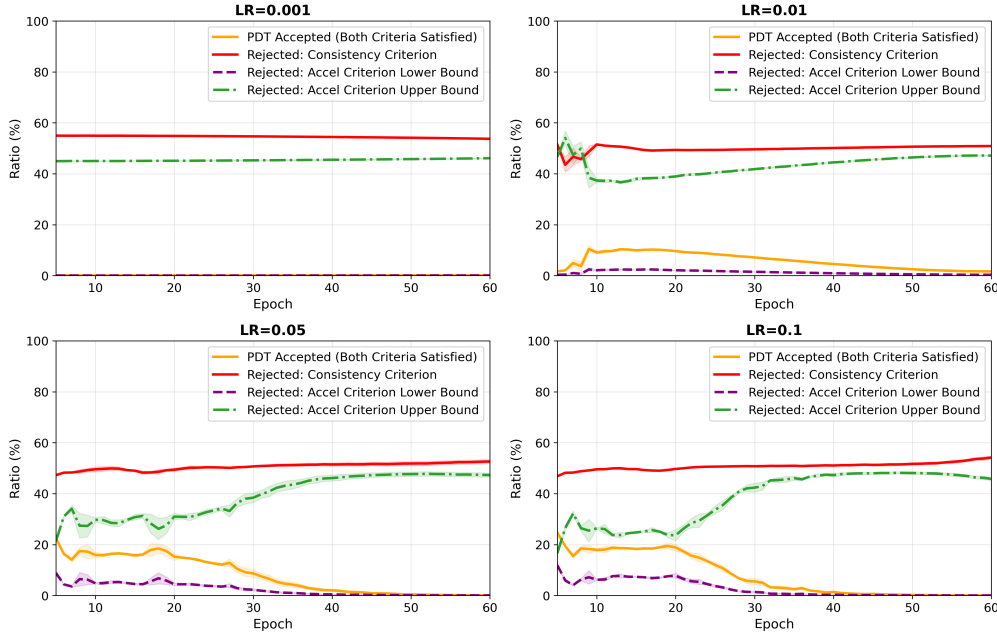 LR=0.001
100
80
60
40
20
0
Ratio (%)
PDT Accepted (Both Criteria Satisfied)
Rejected: Consistency Criterion
Rejected: Accel Criterion Lower Bound
Rejected: Accel Criterion Upper Bound
10 20 30 40 50 60
Epoch
LR=0.01
100
80
60
40
20
0
Ratio (%)
PDT Accepted (Both Criteria Satisfied)
Rejected: Consistency Criterion
Rejected: Accel Criterion Lower Bound
Rejected: Accel Criterion Upper Bound
10 20 30 40 50 60
Epoch
LR=0.05
100
80
60
40
20
0
Ratio (%)
PDT Accepted (Both Criteria Satisfied)
Rejected: Consistency Criterion
Rejected: Accel Criterion Lower Bound
Rejected: Accel Criterion Upper Bound
10 20 30 40 50 60
Epoch
LR=0.1
100
80
60
40
20
0
Ratio (%)
PDT Accepted (Both Criteria Satisfied)
Rejected: Consistency Criterion
Rejected: Accel Criterion Lower Bound
Rejected: Accel Criterion Upper Bound
10 20 30 40 50 60
Epoch